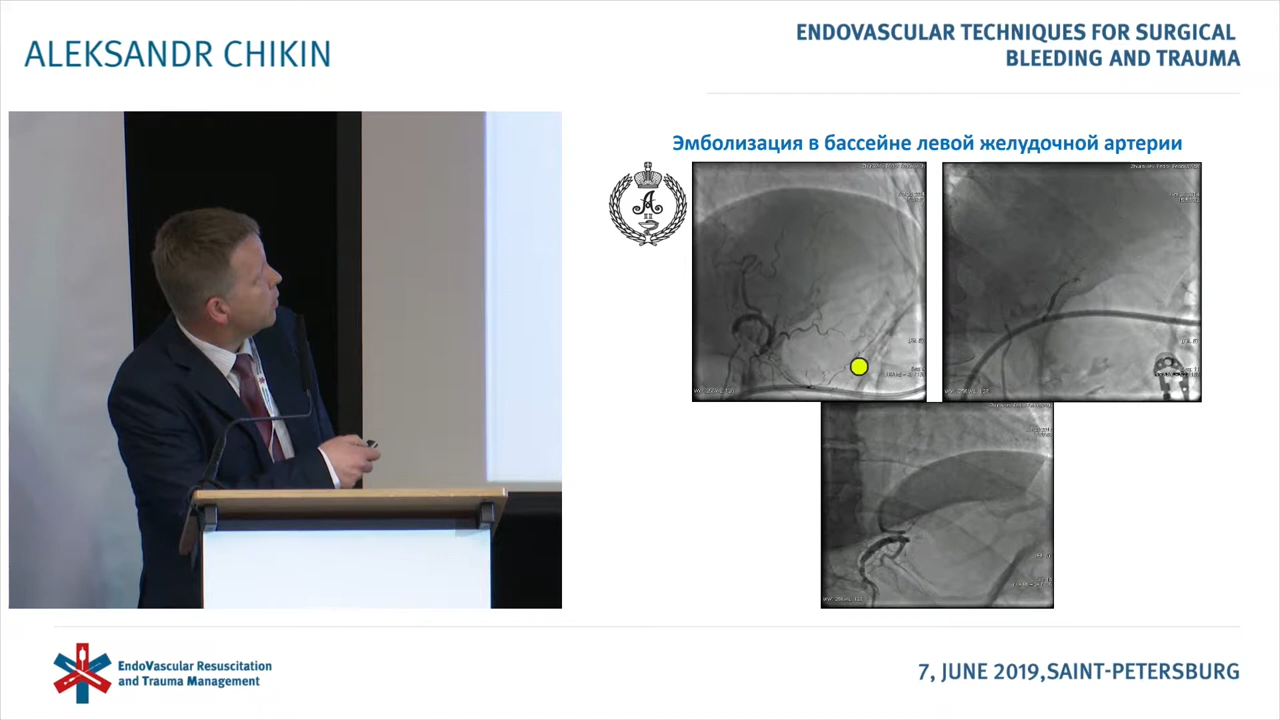 ALEKSANDR CHIKIN
ENDOVASCULAR TECHNIQUES FOR SURGICAL
BLEEDING AND TRAUMA
Эмболизация в бассейне левой желудочной артерии
A
II
EndoVascular Resuscitation
and Trauma Management
7, JUNE 2019,SAINT-PETERSBURG